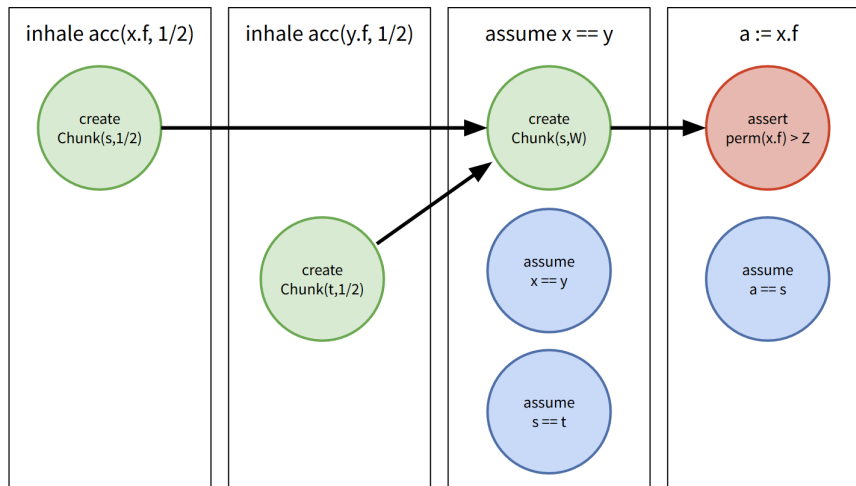 inhale acc(x.f, 1/2)
create
Chunk(s,1/2)
inhale acc(y.f, 1/2)
create
Chunk(t,1/2)
assume x == y
create
Chunk(s,W)
assume
x == y
assume
s == t
a := x.f
assert
perm(x.f) > Z
assume
a == s